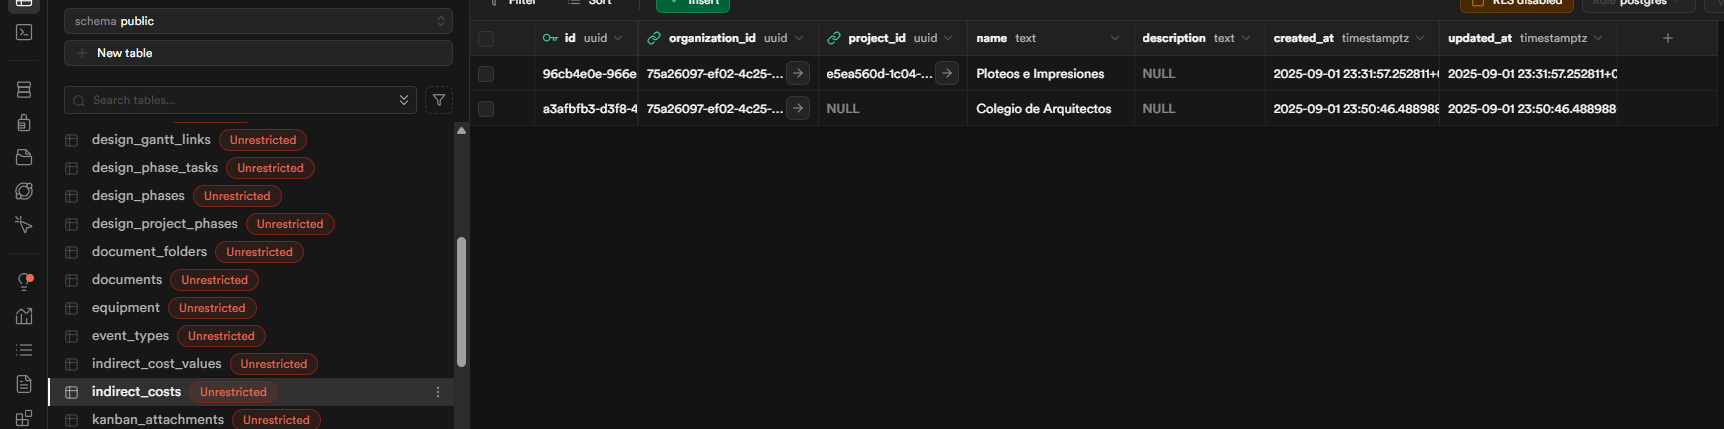 Filter Sort Insert RLS disabled Role postgres
schema public
New table
Search tables...
design_gantt_links Unrestricted
design_phase_tasks Unrestricted
design_phases Unrestricted
design_project_phases Unrestricted
document_folders Unrestricted
documents Unrestricted
equipment Unrestricted
event_types Unrestricted
indirect_cost_values Unrestricted
indirect_costs Unrestricted
kanban_attachments Unrestricted
id uuid organization_id uuid project_id uuid name text description text created_at timestamptz updated_at timestamptz
96cb4e0e-966e 75a26097-ef02-4c25-... e5ea560d-1c04-... Ploteos e Impresiones NULL 2025-09-01 23:31:57.252811+ 2025-09-01 23:31:57.252811+0
a3afbfb3-d3f8-4 75a26097-ef02-4c25-... NULL Colegio de Arquitectos NULL 2025-09-01 23:50:46.488988 2025-09-01 23:50:46.488988